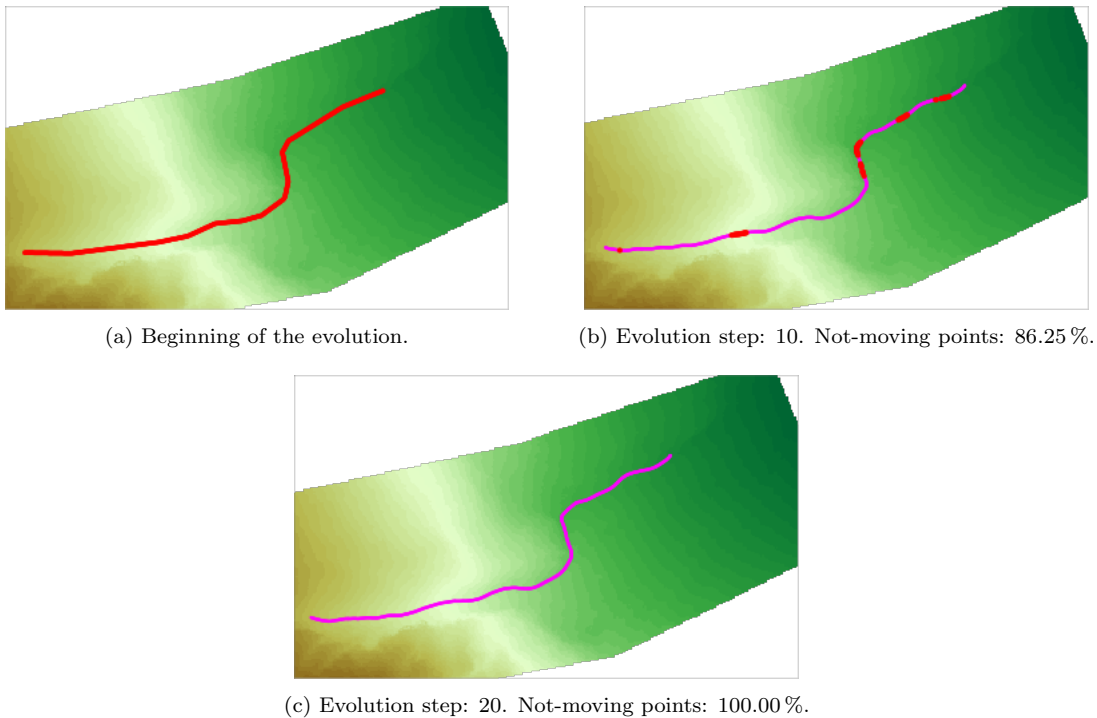 (a) Beginning of the evolution.
(b) Evolution step: 10. Not-moving points: 86.25 %.
(c) Evolution step: 20. Not-moving points: 100.00 %.